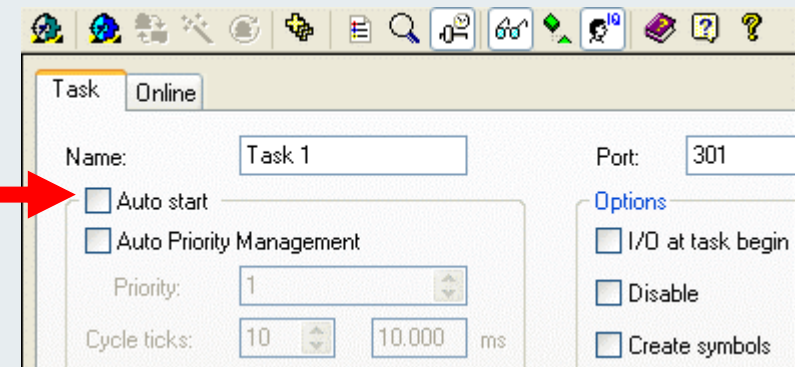 Task Online
Name: Task 1 Port: 301
Auto start Options
Auto Priority Management I/O at task begin
Priority: 1 Disable
Cycle ticks: 10 10.000 ms Create symbols